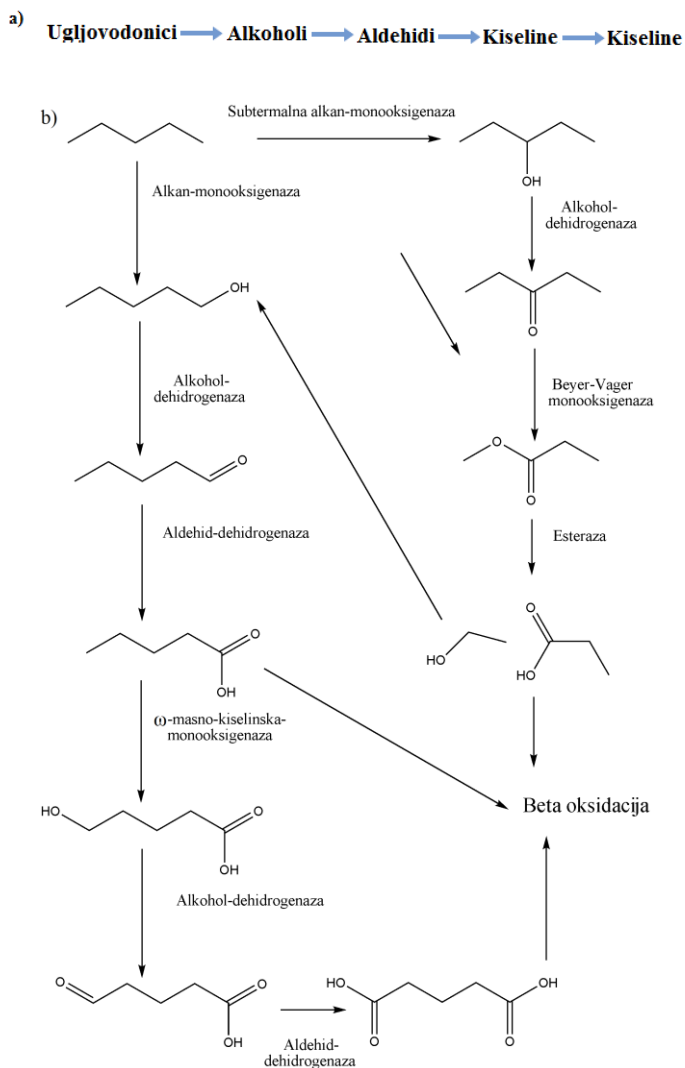 a)
Ugljovodonici Alkoholi Aldehidi Kiseline Kiseline
b)
Subtermalna alkan-monooksigenaza
OH
Alkan-monooksigenaza
Alkohol-
dehidrogenaza
OH
O
Alkohol-
dehidrogenaza
Beyer-Vager
monooksigenaza
O
O
O
Aldehid-dehidrogenaza
Esteraza
O
O
HO
HO
OH
ω-masno-kiselinska-
monooksigenaza
Beta oksidacija
HO
O
OH
Alkohol-dehidrogenaza
O
O
OH
HO
OH
O
O
Aldehid-
dehidrogenaza